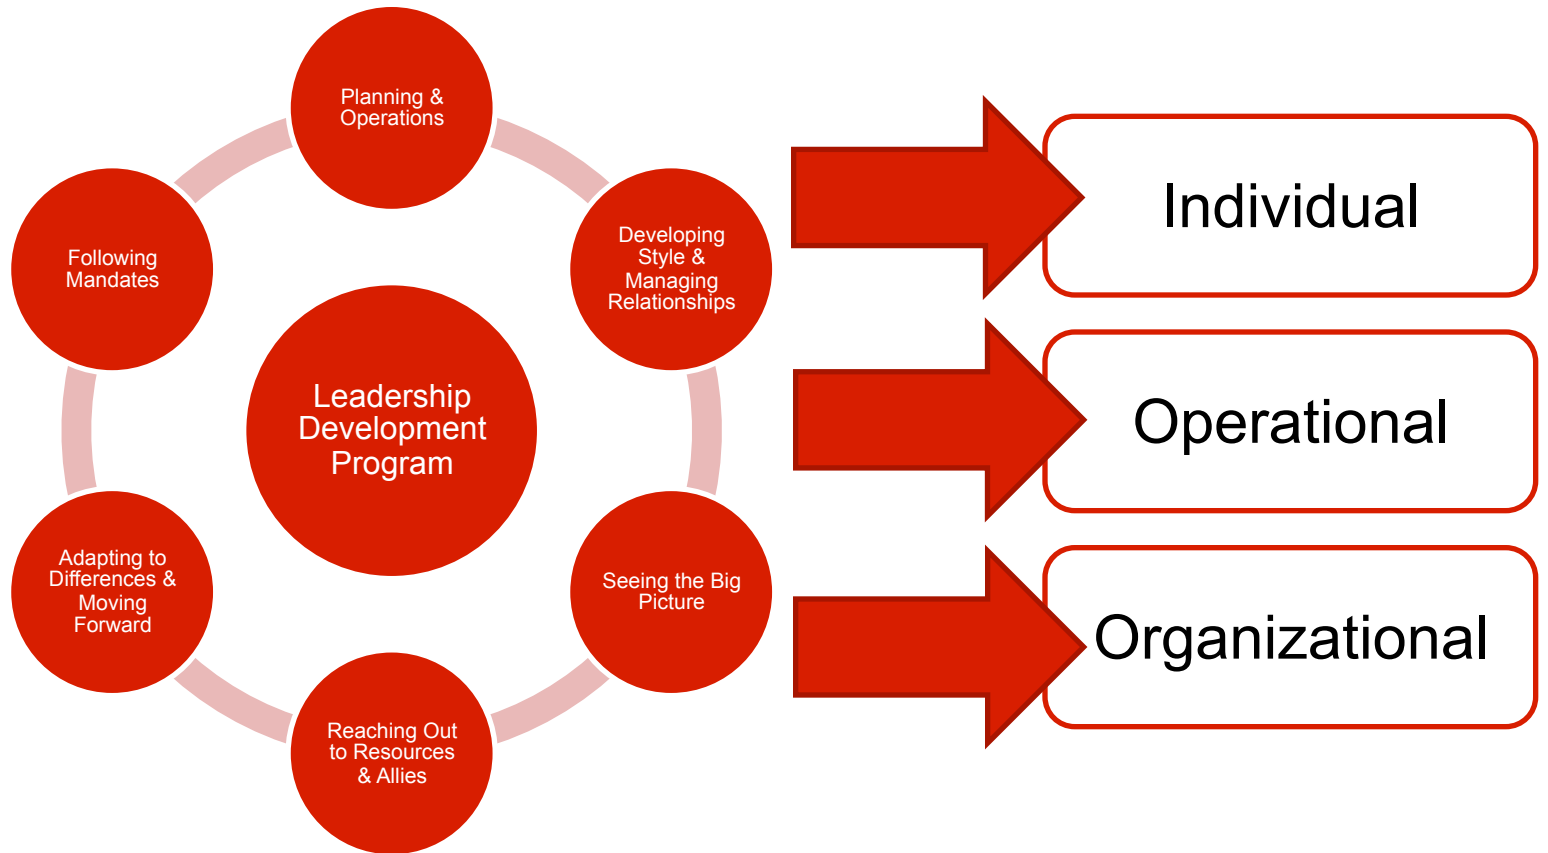 Planning &
Operations
Developing
Style &
Managing
Relationships
Seeing the Big
Picture
Reaching Out
to Resources
& Allies
Adapting to
Differences &
Moving
Forward
Following
Mandates
Leadership
Development
Program
Individual
Operational
Organizational